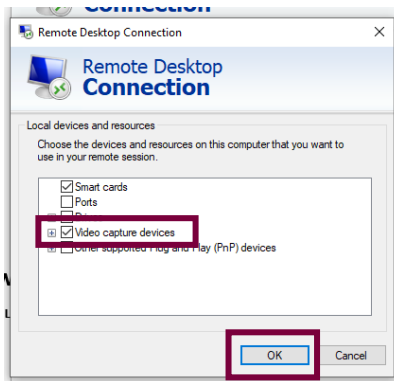 Connection
Remote Desktop Connection
Remote Desktop
Connection
Local devices and resources
Choose the devices and resources on this computer that you want to
use in your remote session.
Smart cards
Ports
Video capture devices
Other supported Plug and Play (PnP) devices
OK
Cancel